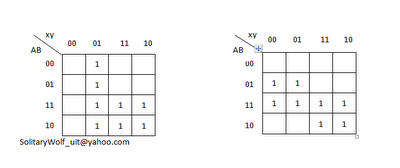 xy
00 01 11 10
AB
00 1
01 1
11 1 1 1
10 1 1 1
SolitaryWolf_uit@yahoo.com
xy
00 01 11 10
AB
00
01 1 1
11 1 1 1 1
10 1 1